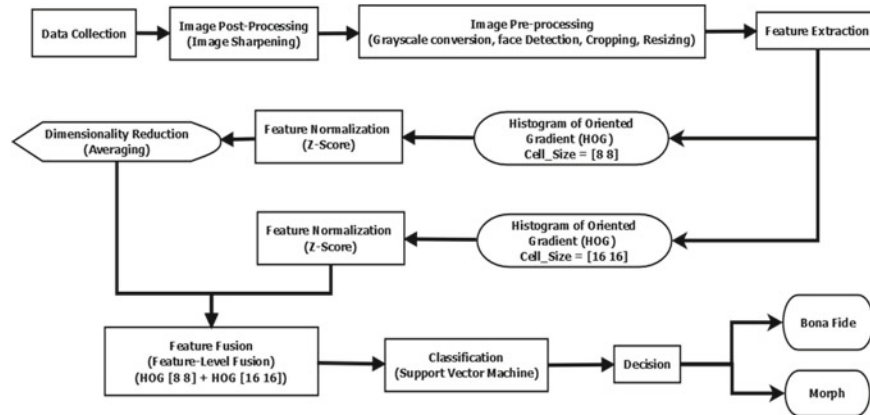 Data Collection
Image Post-Processing
(Image Sharpening)
Image Pre-processing
(Grayscale conversion, face Detection, Cropping, Resizing)
Feature Extraction
Dimensionality Reduction
(Averaging)
Feature Normalization
(Z-Score)
Histogram of Oriented
Gradient (HOG)
Cell_Size = [8 8]
Feature Normalization
(Z-Score)
Histogram of Oriented
Gradient (HOG)
Cell_Size = [16 16]
Feature Fusion
(Feature-Level Fusion)
(HOG [8 8] + HOG [16 16])
Classification
(Support Vector Machine)
Decision
Bona Fide
Morph